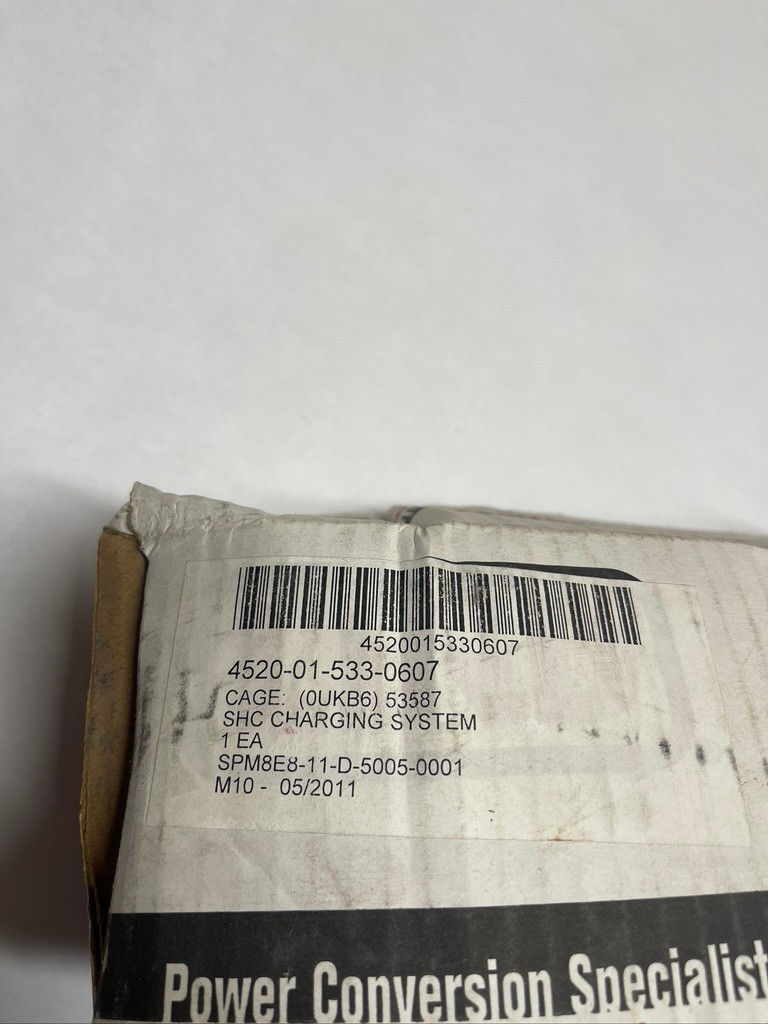 4520015330607
4520-01-533-0607
CAGE: (0UKB6) 53587
SHC CHARGING SYSTEM
1 EA
SPM8E8-11-D-5005-0001
M10 - 05/2011
Power Conversion Specialist